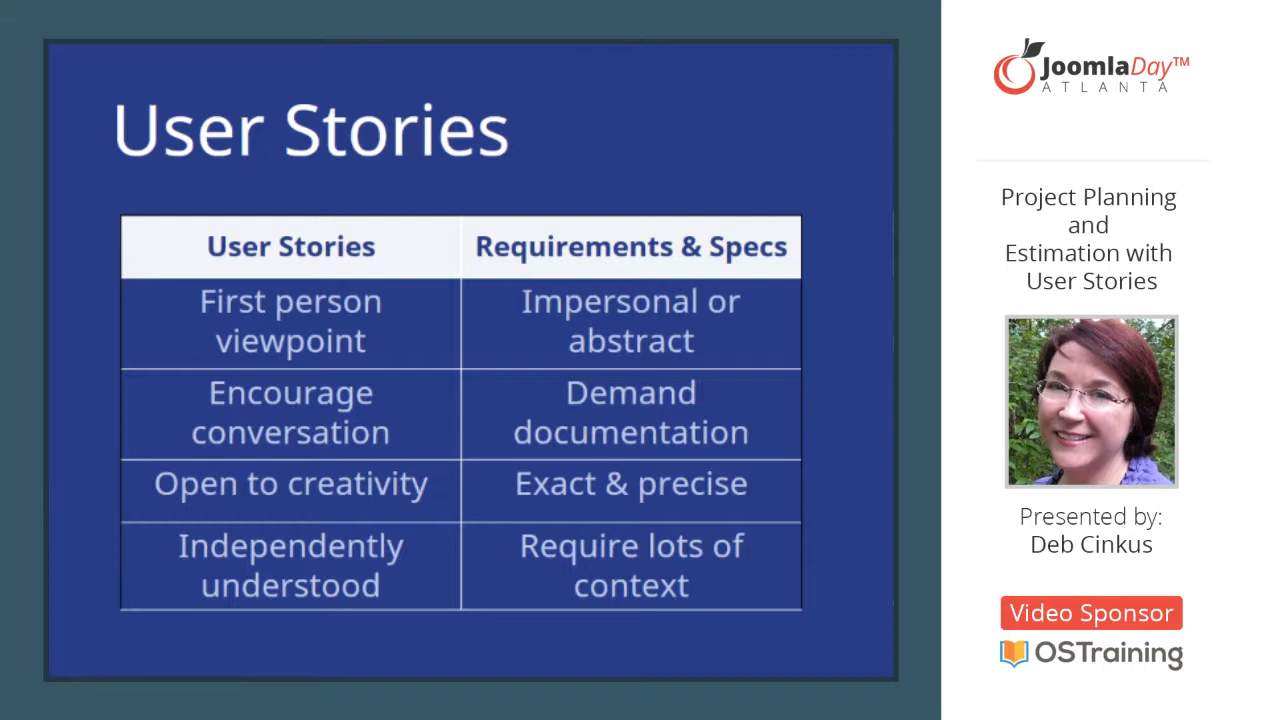 User Stories
User Stories
Requirements & Specs
First person
viewpoint
Impersonal or
abstract
Encourage
conversation
Demand
documentation
Open to creativity
Exact & precise
Independently
understood
Require lots of
context
JoomlaDay™
ATLANTA
Project Planning
and
Estimation with
User Stories
Presented by:
Deb Cinkus
Video Sponsor
OSTraining